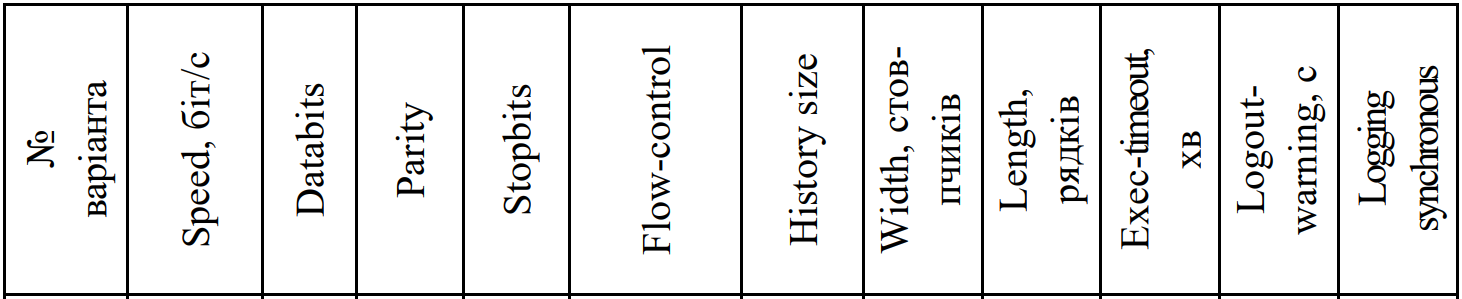 №
варіанта
Speed, біт/с
Databits
Parity
Stopbits
Flow-control
History size
Width, стов-
пчиків
Length,
рядків
Exec-timeout,
хв
Logout-
warning, с
Logging
synchronous